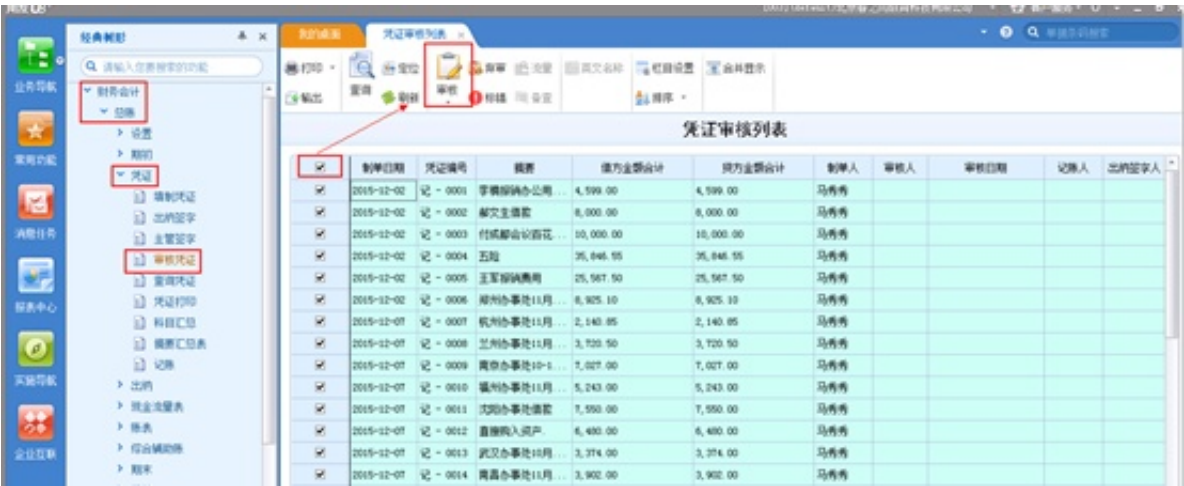 经典树形
我的桌面
凭证审核列表
单据条码搜索
请输入您要搜索的功能
业务导航
常用功能
消息任务
报表中心
实施导航
企业互联
财务会计
总账
设置
期初
凭证
填制凭证
出纳签字
主管签字
审核凭证
查询凭证
凭证打印
科目汇总
摘要汇总表
记账
出纳
现金流量表
账表
综合辅助账
期末
打印
输出
查询
定位
刷新
审核
弃审
标错
英文名称
栏目设置
排序
合并显示
凭证审核列表
制单日期 凭证编号 摘要 借方金额合计 贷方金额合计 制单人 审核人 审核日期 记账人 出纳签字人
2015-12-02 记 - 0001 李横报销办公用... 4,599.00 4,599.00 马秀秀
2015-12-02 记 - 0002 郝文主借款 8,000.00 8,000.00 马秀秀
2015-12-02 记 - 0003 付成都会议百花... 10,000.00 10,000.00 马秀秀
2015-12-02 记 - 0004 五险 35,846.55 35,846.55 马秀秀
2015-12-02 记 - 0005 王军报销费用 25,567.50 25,567.50 马秀秀
2015-12-02 记 - 0006 郑州办事处11月... 8,925.10 8,925.10 马秀秀
2015-12-07 记 - 0007 杭州办事处11月... 2,140.85 2,140.85 马秀秀
2015-12-07 记 - 0008 兰州办事处11月... 3,720.50 3,720.50 马秀秀
2015-12-07 记 - 0009 南京办事处10-1... 7,027.00 7,027.00 马秀秀
2015-12-07 记 - 0010 福州办事处11月... 5,243.00 5,243.00 马秀秀
2015-12-07 记 - 0011 沈阳办事处借款 7,550.00 7,550.00 马秀秀
2015-12-07 记 - 0012 直接购入资产. 6,480.00 6,480.00 马秀秀
2015-12-07 记 - 0013 武汉办事处10月... 3,374.00 3,374.00 马秀秀
2015-12-07 记 - 0014 南昌办事处11月... 3,902.00 3,902.00 马秀秀